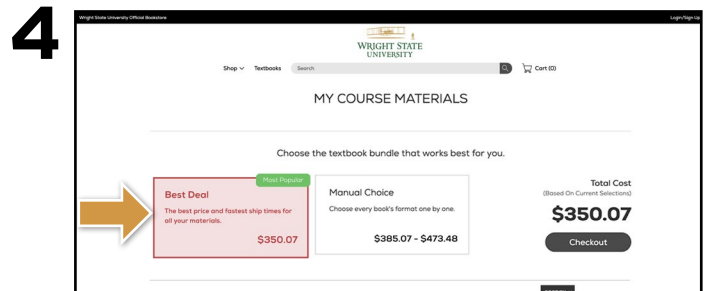 4
Wright State University Official Bookstore
Login/Sign Up
WRIGHT STATE
UNIVERSITY
Shop
Textbooks
Search
Cart (0)
MY COURSE MATERIALS
Choose the textbook bundle that works best for you.
Most Popular
Best Deal
The best price and fastest ship times for
all your materials.
$350.07
Manual Choice
Choose every book's format one by one.
$385.07 - $473.48
Total Cost
(Based On Current Selections)
$350.07
Checkout